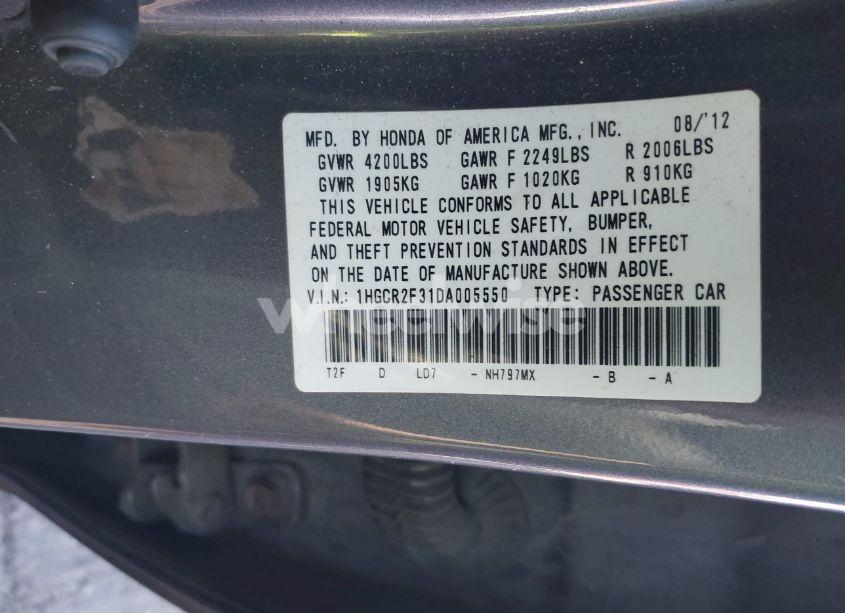 MFD. BY HONDA OF AMERICA MFG., INC. 08/'12
GVWR 4200LBS GAWR F 2249LBS R 2006LBS
GVWR 1905KG GAWR F 1020KG R 910KG
THIS VEHICLE CONFORMS TO ALL APPLICABLE
FEDERAL MOTOR VEHICLE SAFETY, BUMPER,
AND THEFT PREVENTION STANDARDS IN EFFECT
ON THE DATE OF MANUFACTURE SHOWN ABOVE.
V.I.N.: 1HGCR2F31DA005550 TYPE: PASSENGER CAR
wheelwise
T2F D LD7 - NH797MX - B - A